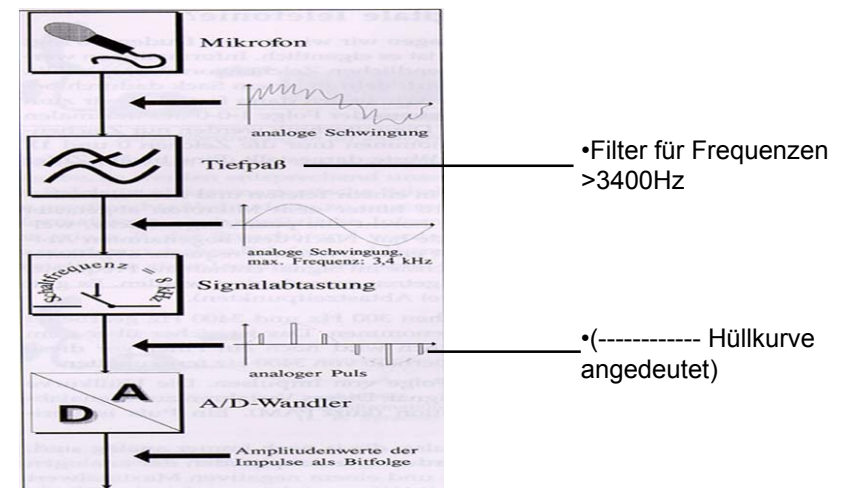 Mikrofon
analoge Schwingung
Tiefpaß
•Filter für Frequenzen
>3400Hz
analoge Schwingung,
max. Frequenz: 3,4 kHz
Schaltfrequenz = 8 kHz
Signalabtastung
•(------------ Hüllkurve
angedeutet)
analoger Puls
A
D
A/D-Wandler
Amplitudenwerte der
Impulse als Bitfolge